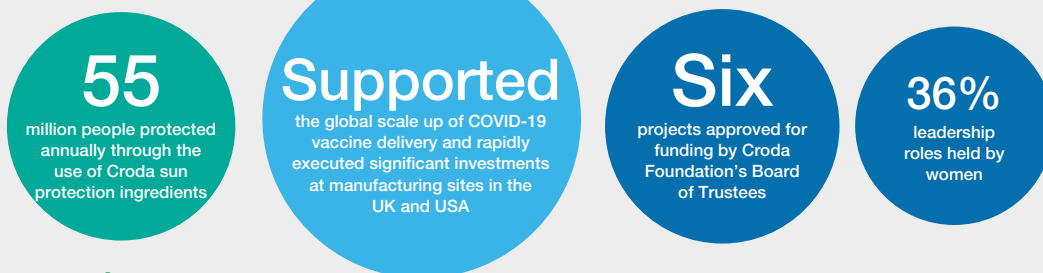 55
million people protected
annually through the
use of Croda sun
protection ingredients
Supported
the global scale up of COVID-19
vaccine delivery and rapidly
executed significant investments
at manufacturing sites in the
UK and USA
Six
projects approved for
funding by Croda
Foundation's Board
of Trustees
36%
leadership
roles held by
women